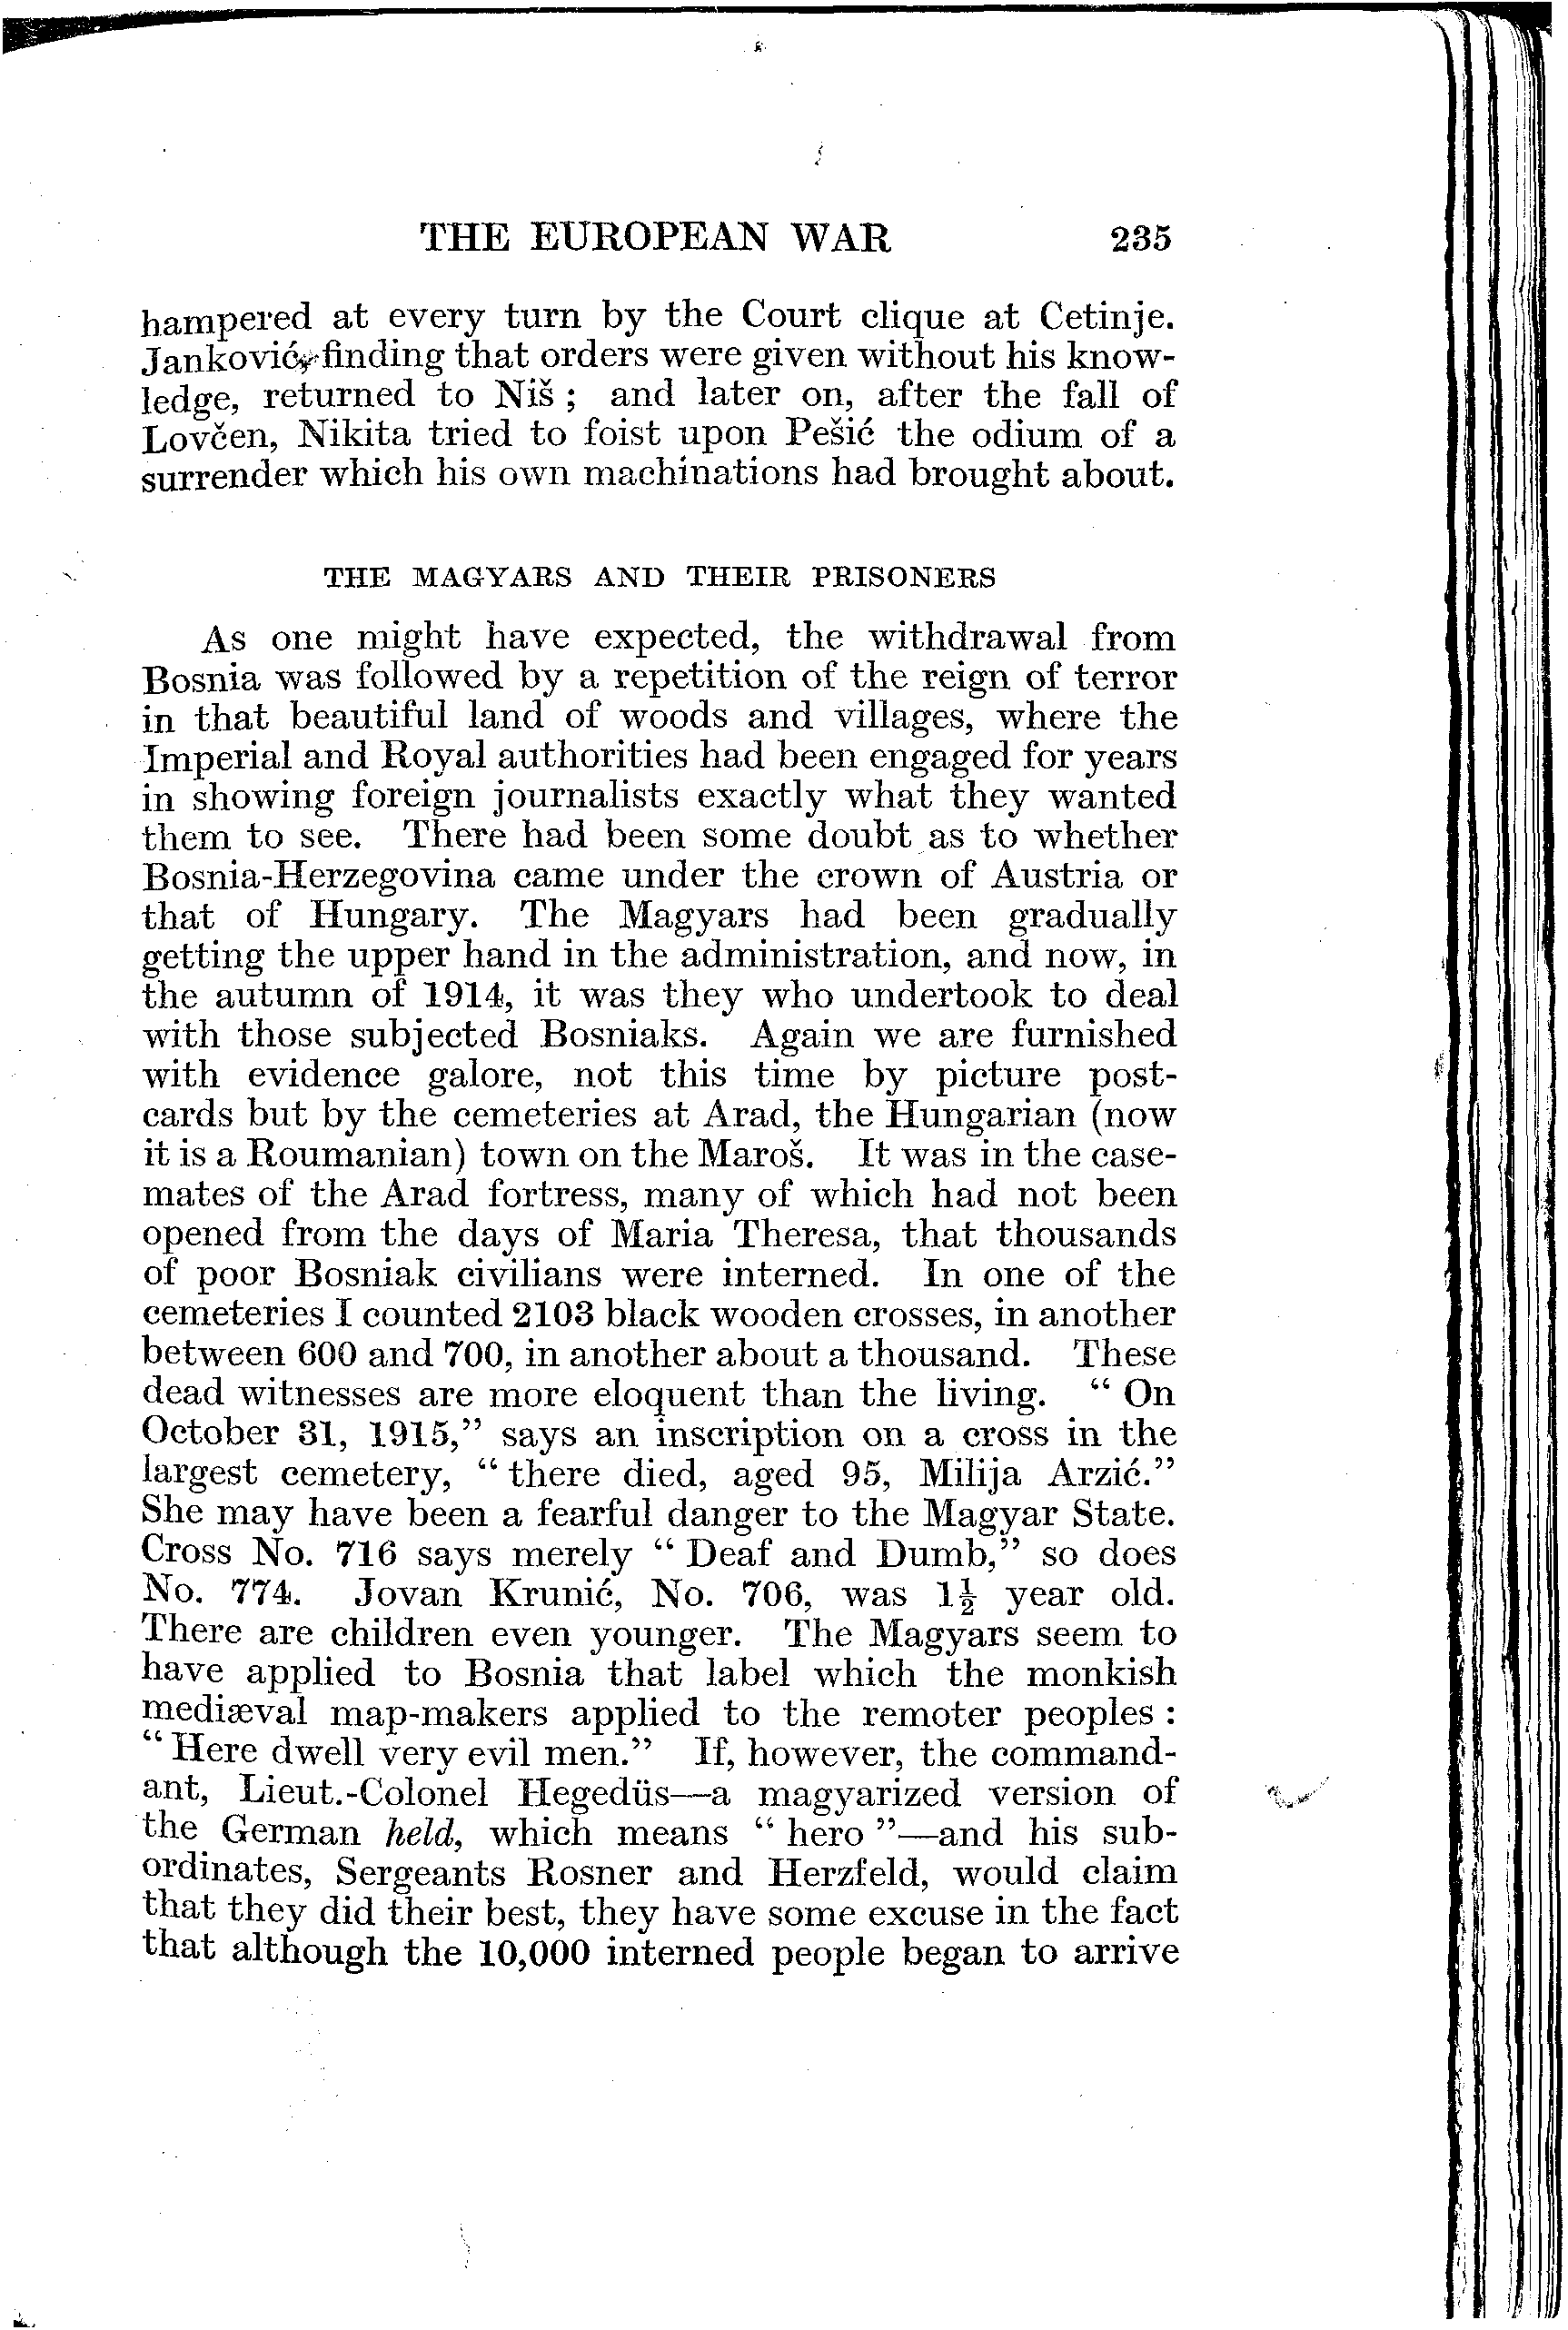 THE EUROPEAN WAR 235
hampered at every turn by the Court clique at Cetinje.
Janković, finding that orders were given without his know-
ledge, returned to Niš ; and later on, after the fall of
Lovčen, Nikita tried to foist upon Pešić the odium of a
surrender which his own machinations had brought about.
THE MAGYARS AND THEIR PRISONERS
As one might have expected, the withdrawal from
Bosnia was followed by a repetition of the reign of terror
in that beautiful land of woods and villages, where the
Imperial and Royal authorities had been engaged for years
in showing foreign journalists exactly what they wanted
them to see. There had been some doubt as to whether
Bosnia-Herzegovina came under the crown of Austria or
that of Hungary. The Magyars had been gradually
getting the upper hand in the administration, and now, in
the autumn of 1914, it was they who undertook to deal
with those subjected Bosniaks. Again we are furnished
with evidence galore, not this time by picture post-
cards but by the cemeteries at Arad, the Hungarian (now
it is a Roumanian) town on the Maroš. It was in the case-
mates of the Arad fortress, many of which had not been
opened from the days of Maria Theresa, that thousands
of poor Bosniak civilians were interned. In one of the
cemeteries I counted 2103 black wooden crosses, in another
between 600 and 700, in another about a thousand. These
dead witnesses are more eloquent than the living. “ On
October 31, 1915,” says an inscription on a cross in the
largest cemetery, “ there died, aged 95, Milija Arzić.”
She may have been a fearful danger to the Magyar State.
Cross No. 716 says merely “ Deaf and Dumb,” so does
No. 774. Jovan Krunić, No. 706, was 1½ year old.
There are children even younger. The Magyars seem to
have applied to Bosnia that label which the monkish
mediæval map-makers applied to the remoter peoples :
“ Here dwell very evil men.” If, however, the command-
ant, Lieut.-Colonel Hegedüs—a magyarized version of
the German held, which means “ hero ”—and his sub-
ordinates, Sergeants Rosner and Herzfeld, would claim
that they did their best, they have some excuse in the fact
that although the 10,000 interned people began to arrive